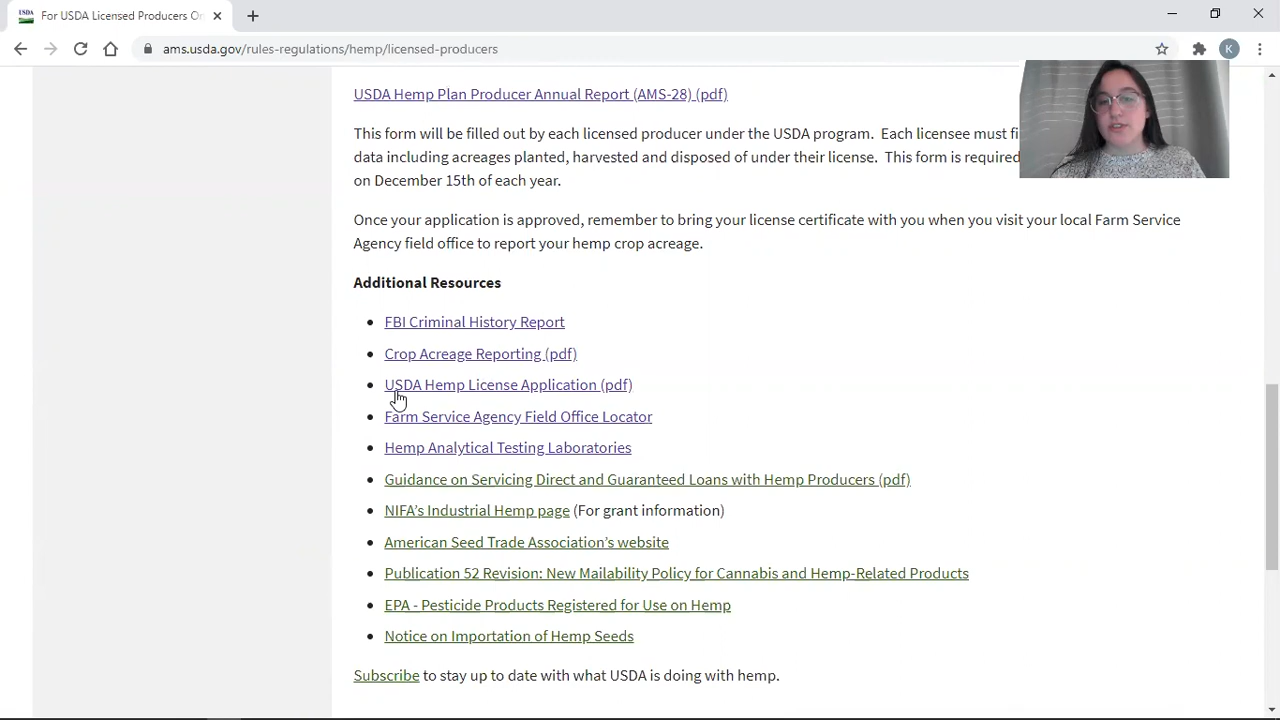 For USDA Licensed Producers On
ams.usda.gov/rules-regulations/hemp/licensed-producers
K
USDA Hemp Plan Producer Annual Report (AMS-28) (pdf)
This form will be filled out by each licensed producer under the USDA program. Each licensee must fi
data including acreages planted, harvested and disposed of under their license. This form is required
on December 15th of each year.
Once your application is approved, remember to bring your license certificate with you when you visit your local Farm Service
Agency field office to report your hemp crop acreage.
Additional Resources
FBI Criminal History Report
Crop Acreage Reporting (pdf)
USDA Hemp License Application (pdf)
Farm Service Agency Field Office Locator
Hemp Analytical Testing Laboratories
Guidance on Servicing Direct and Guaranteed Loans with Hemp Producers (pdf)
NIFA's Industrial Hemp page (For grant information)
American Seed Trade Association's website
Publication 52 Revision: New Mailability Policy for Cannabis and Hemp-Related Products
EPA - Pesticide Products Registered for Use on Hemp
Notice on Importation of Hemp Seeds
Subscribe to stay up to date with what USDA is doing with hemp.